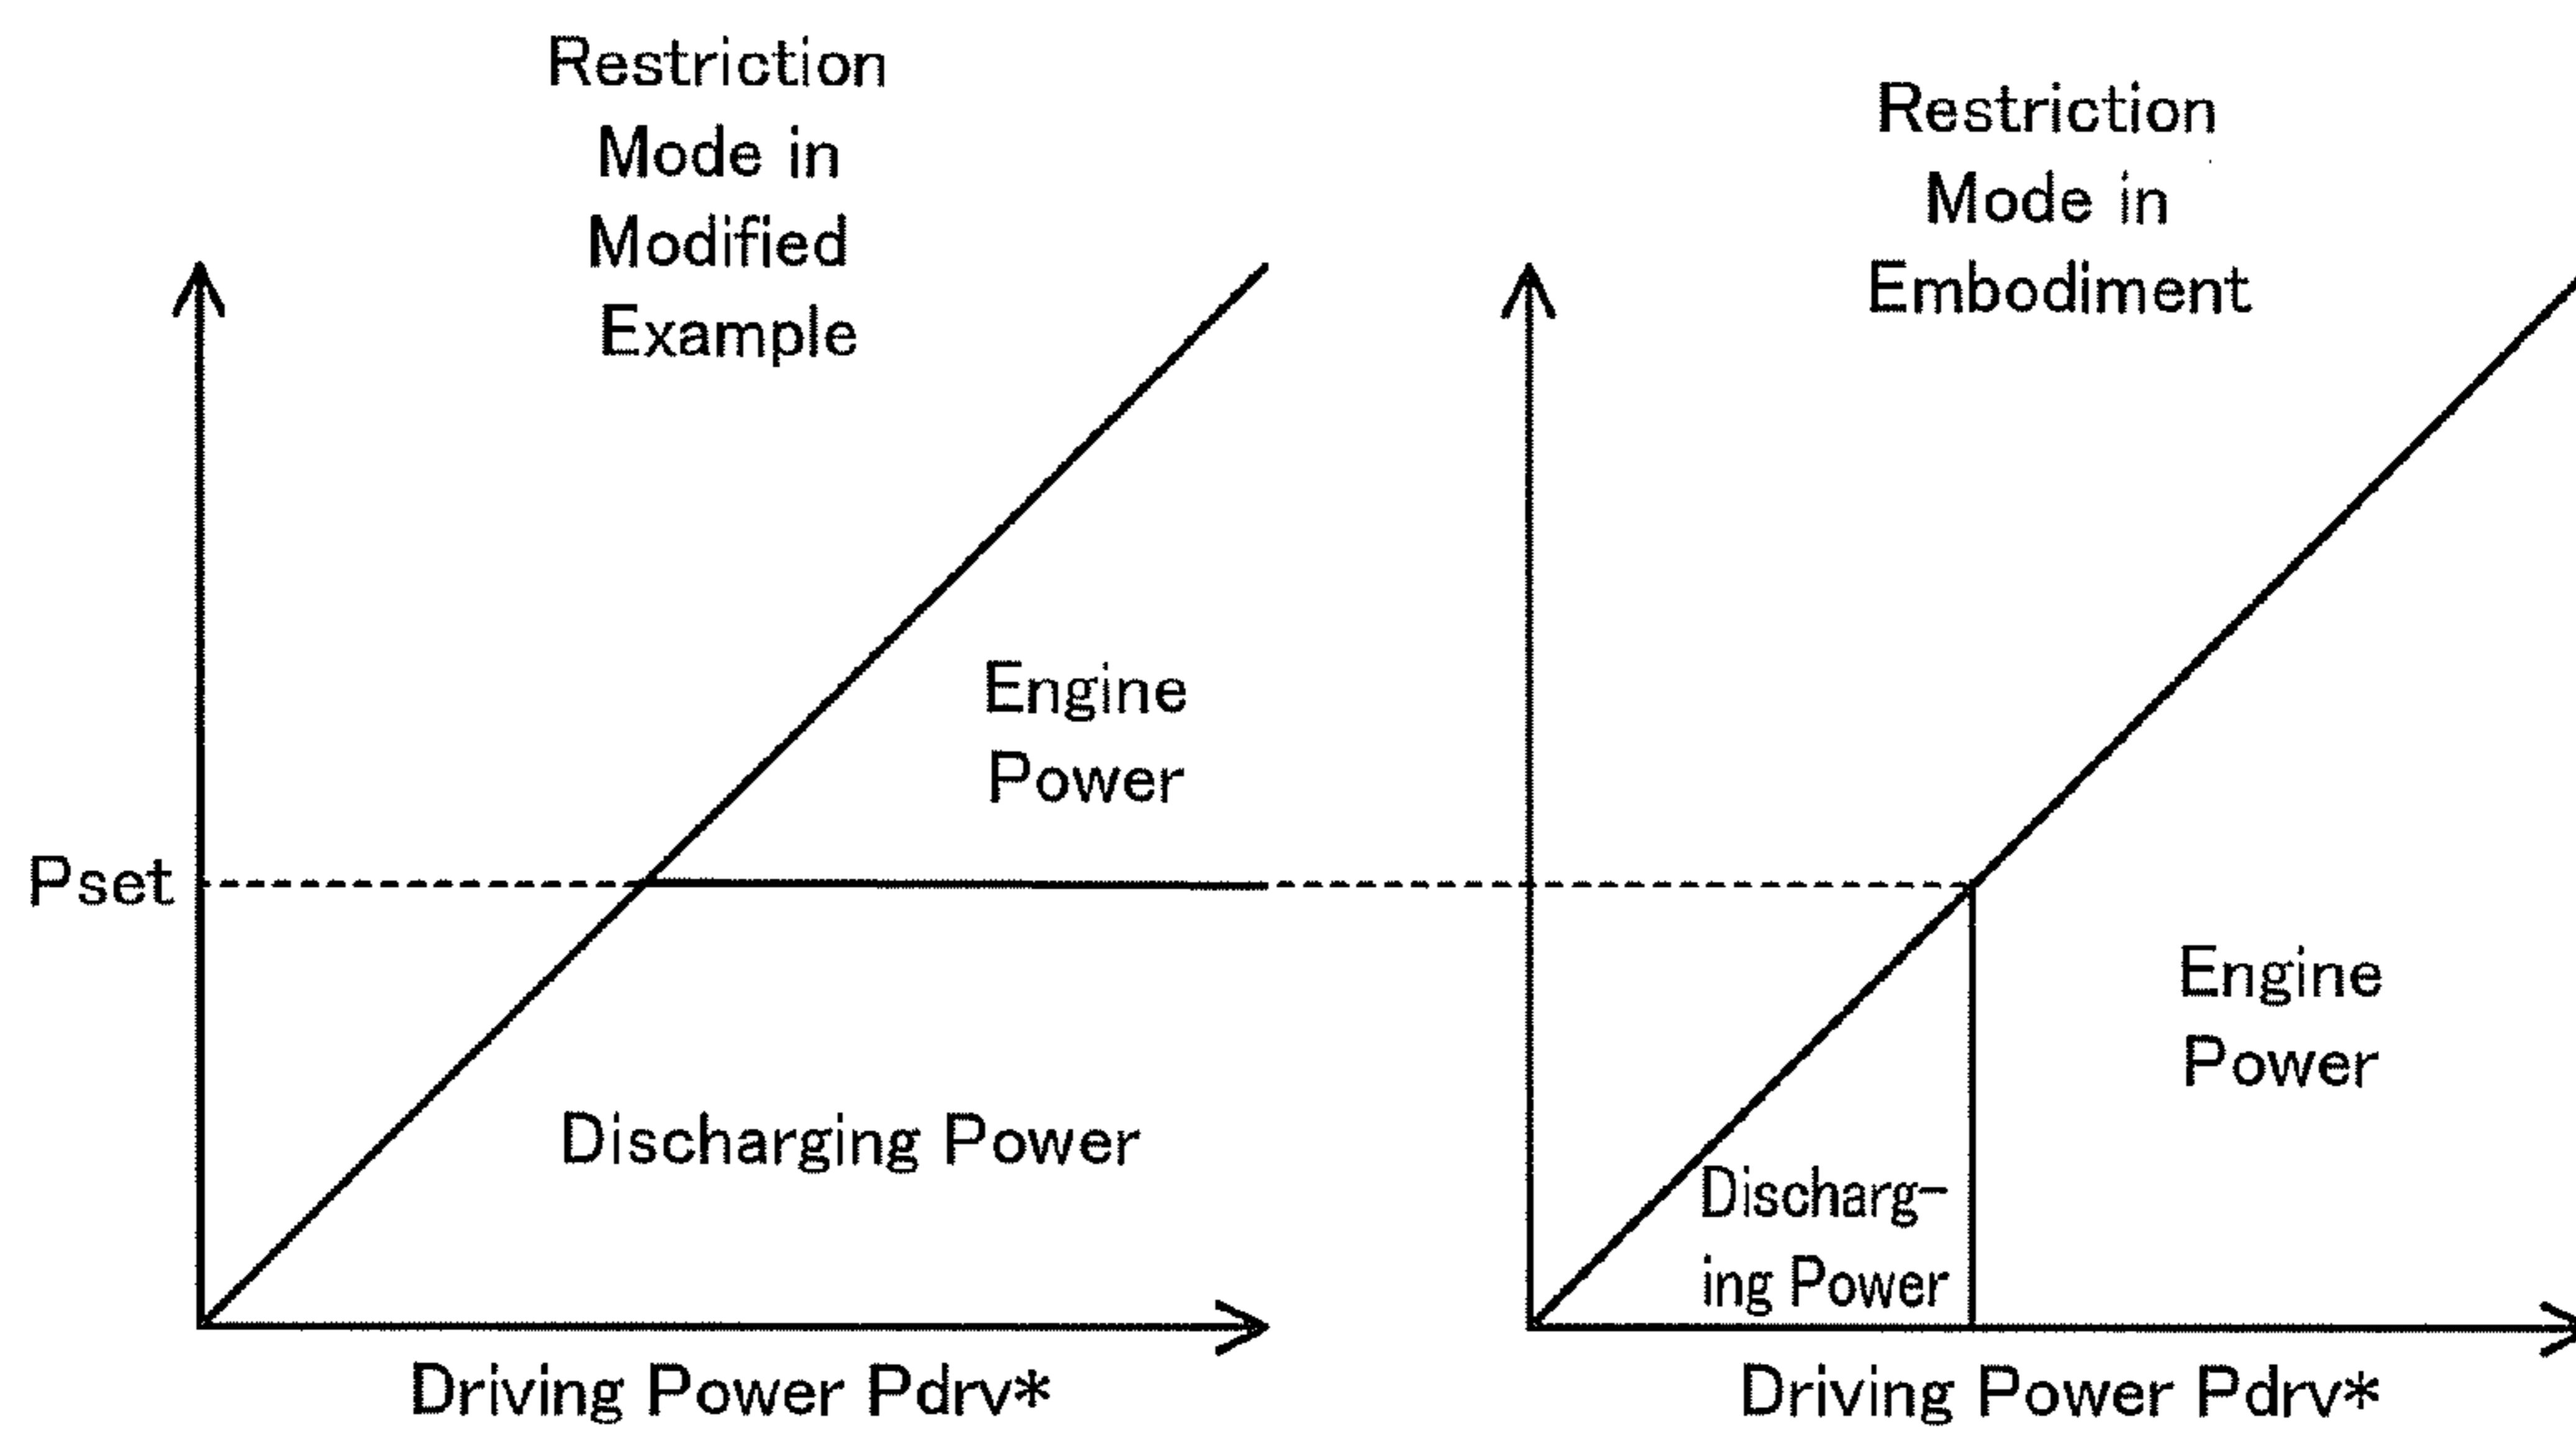 Restriction
Mode in
Modified
Example
Engine
Power
Pset
Discharging Power
Driving Power Pdrv*
Restriction
Mode in
Embodiment
Engine
Power
Discharg-
ing Power
Driving Power Pdrv*